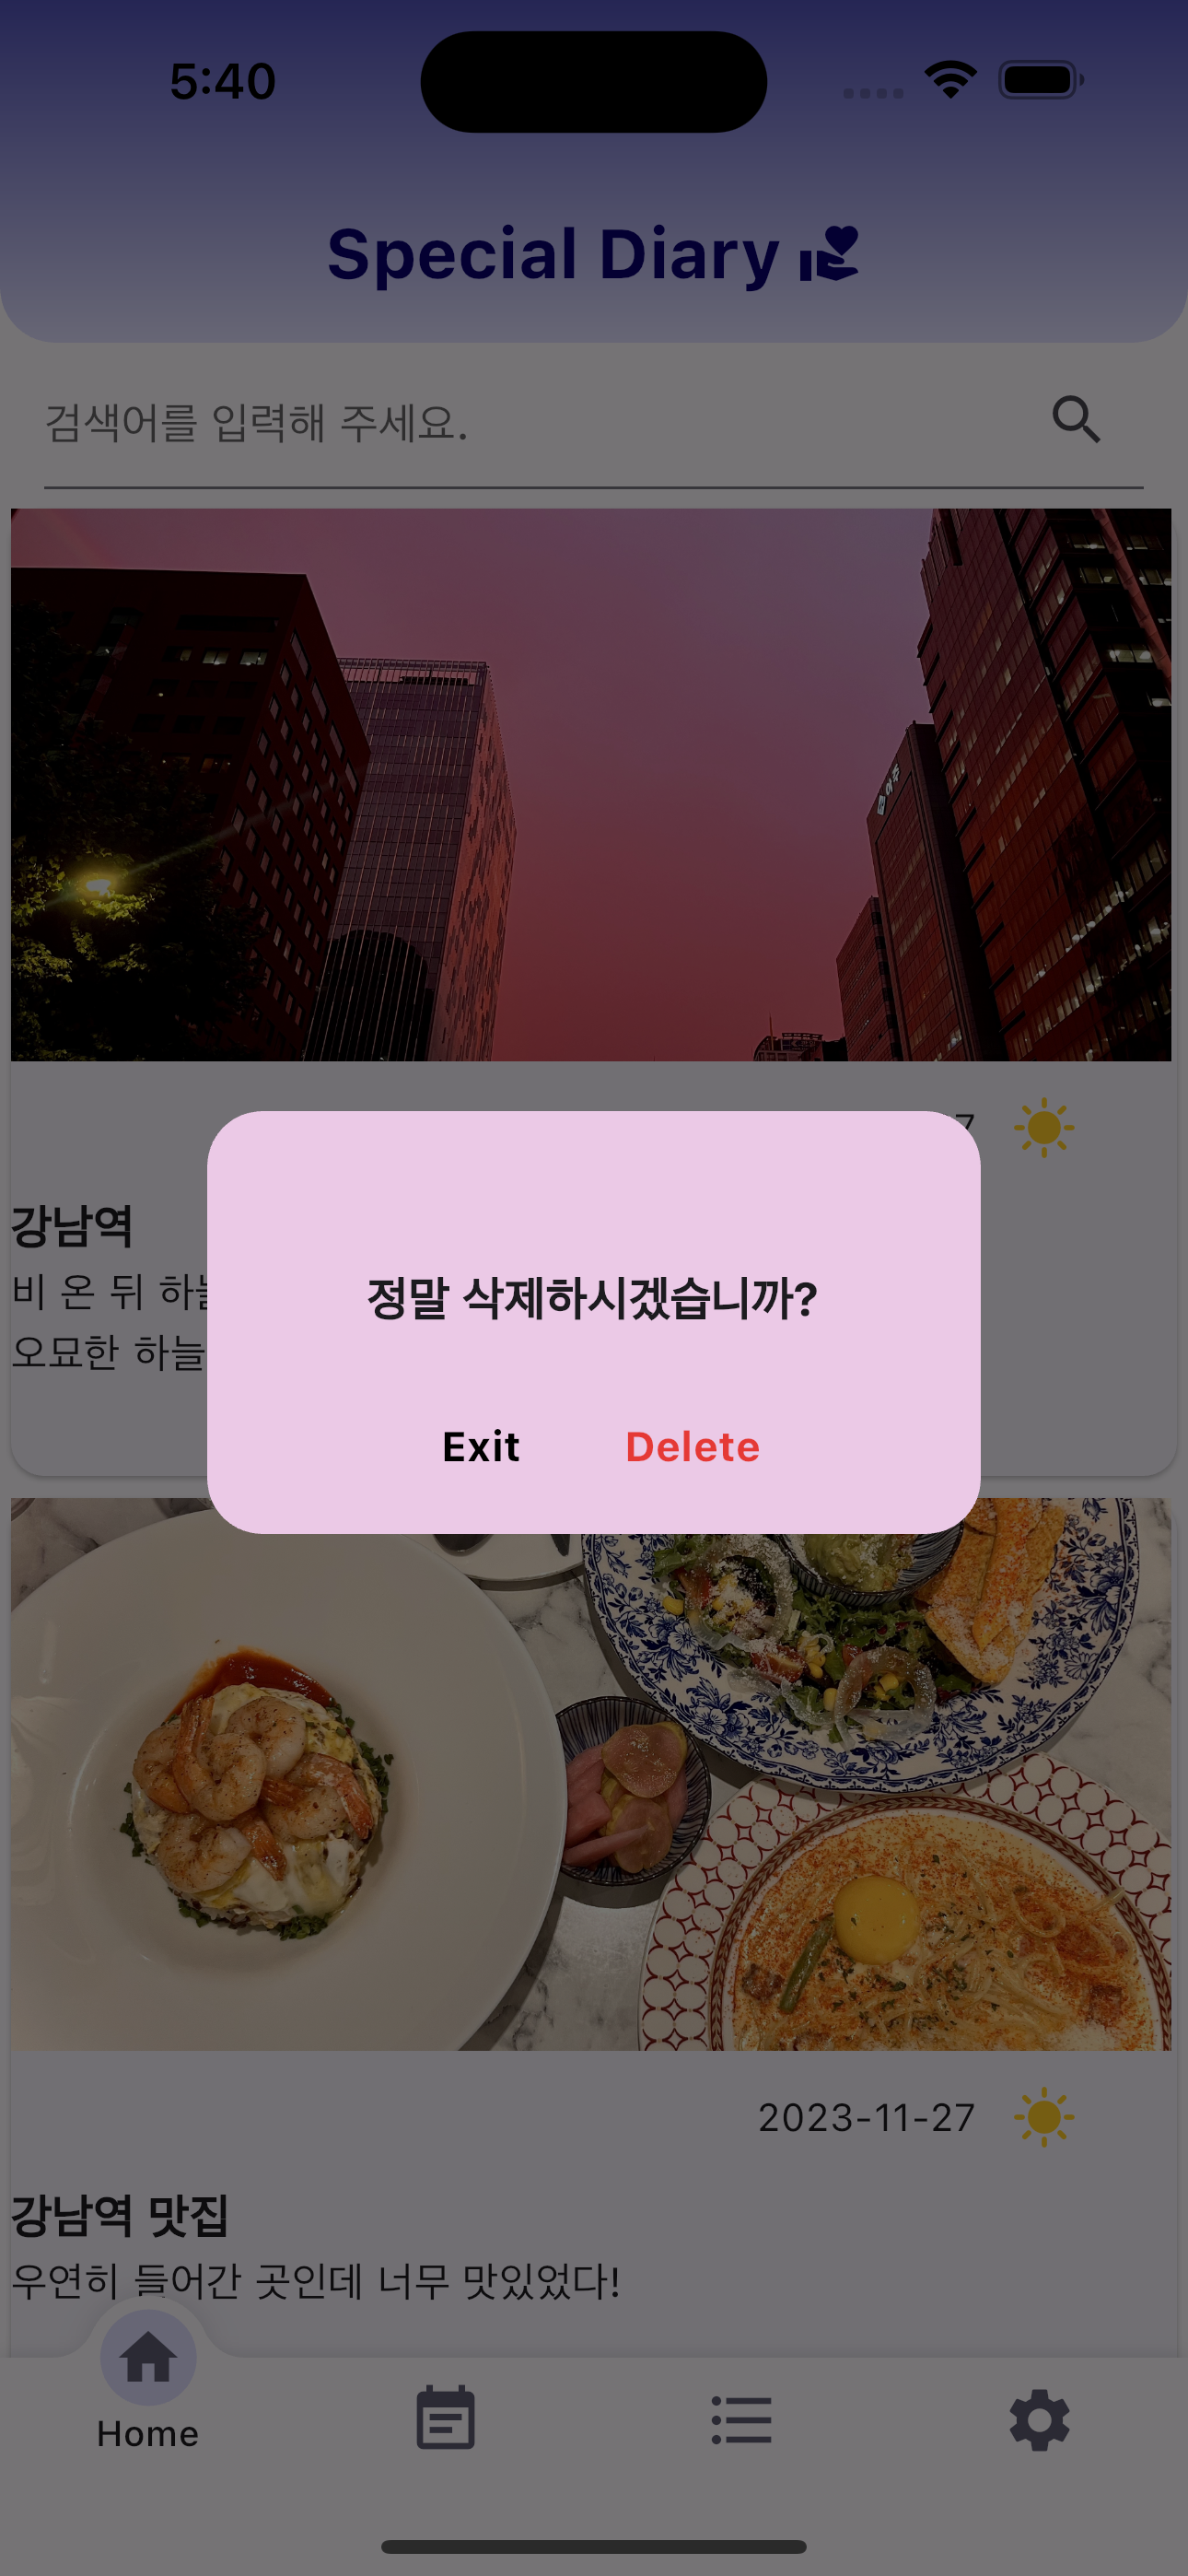 5:40
Special Diary
검색어를 입력해 주세요.
7
강남역
비 온 뒤 하늘
오묘한 하늘
정말 삭제하시겠습니까?
Exit
Delete
2023-11-27
강남역 맛집
우연히 들어간 곳인데 너무 맛있었다!
Home